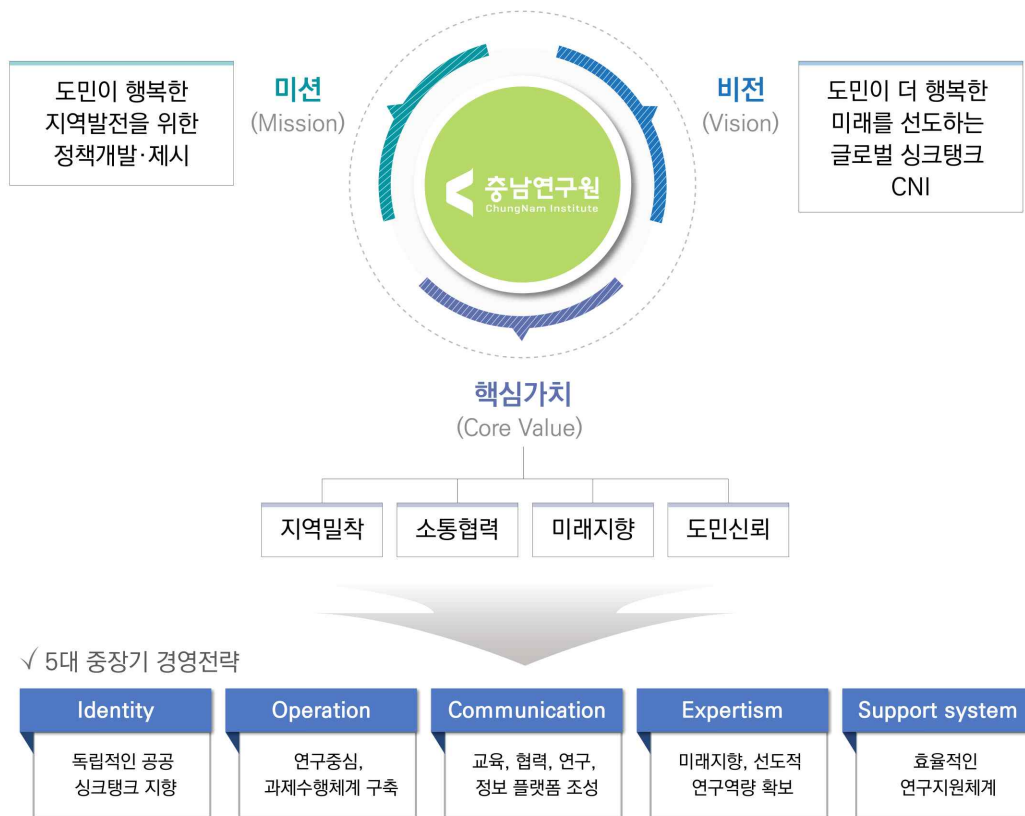 도민이 행복한
지역발전을 위한
정책개발·제시
미션
(Mission)
충남연구원
ChungNam Institute
비전
(Vision)
도민이 더 행복한
미래를 선도하는
글로벌 싱크탱크
CNI
핵심가치
(Core Value)
지역밀착
소통협력
미래지향
도민신뢰
√ 5대 중장기 경영전략
Identity
독립적인 공공
싱크탱크 지향
Operation
연구중심,
과제수행체계 구축
Communication
교육, 협력, 연구,
정보 플랫폼 조성
Expertism
미래지향, 선도적
연구역량 확보
Support system
효율적인
연구지원체계